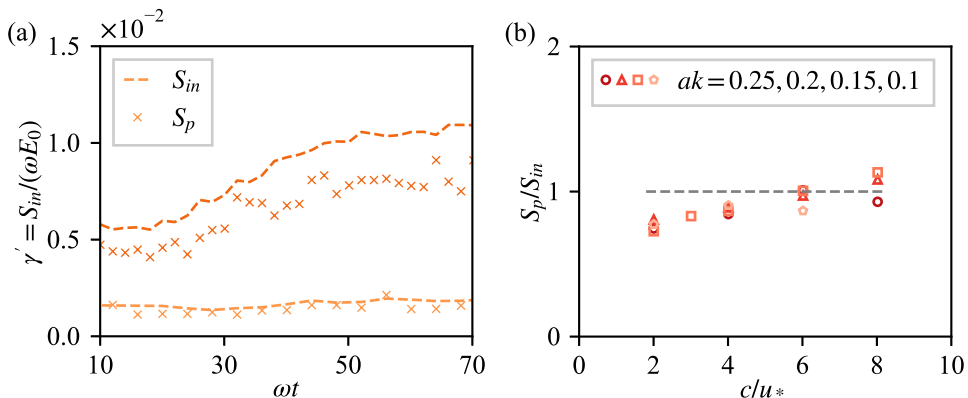 (a)
×10⁻²
γ′ = S_in/(ωE₀)
1.5
1.0
0.5
0.0
S_in
S_p
10 30 50 70
ωt
(b)
S_p/S_in
2
1
0
ak = 0.25, 0.2, 0.15, 0.1
0 2 4 6 8 10
c/u*